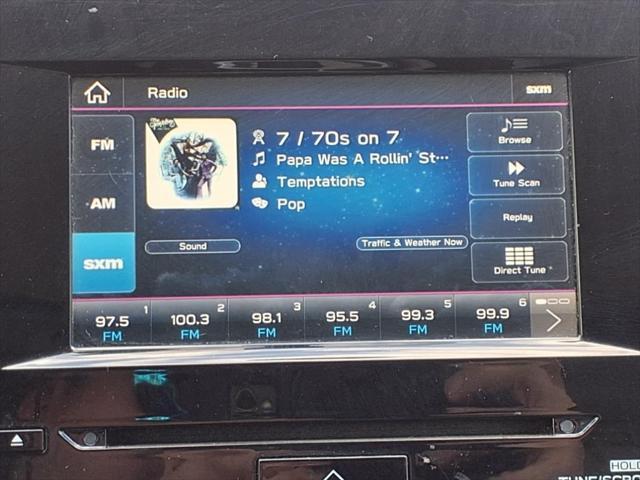 Radio
sxm
FM
AM
sxm
7 / 70s on 7
Papa Was A Rollin' St...
Temptations
Pop
Sound
Traffic & Weather Now
Browse
Tune Scan
Replay
Direct Tune
1
97.5
FM
2
100.3
FM
3
98.1
FM
4
95.5
FM
5
99.3
FM
6
99.9
FM
HOLD